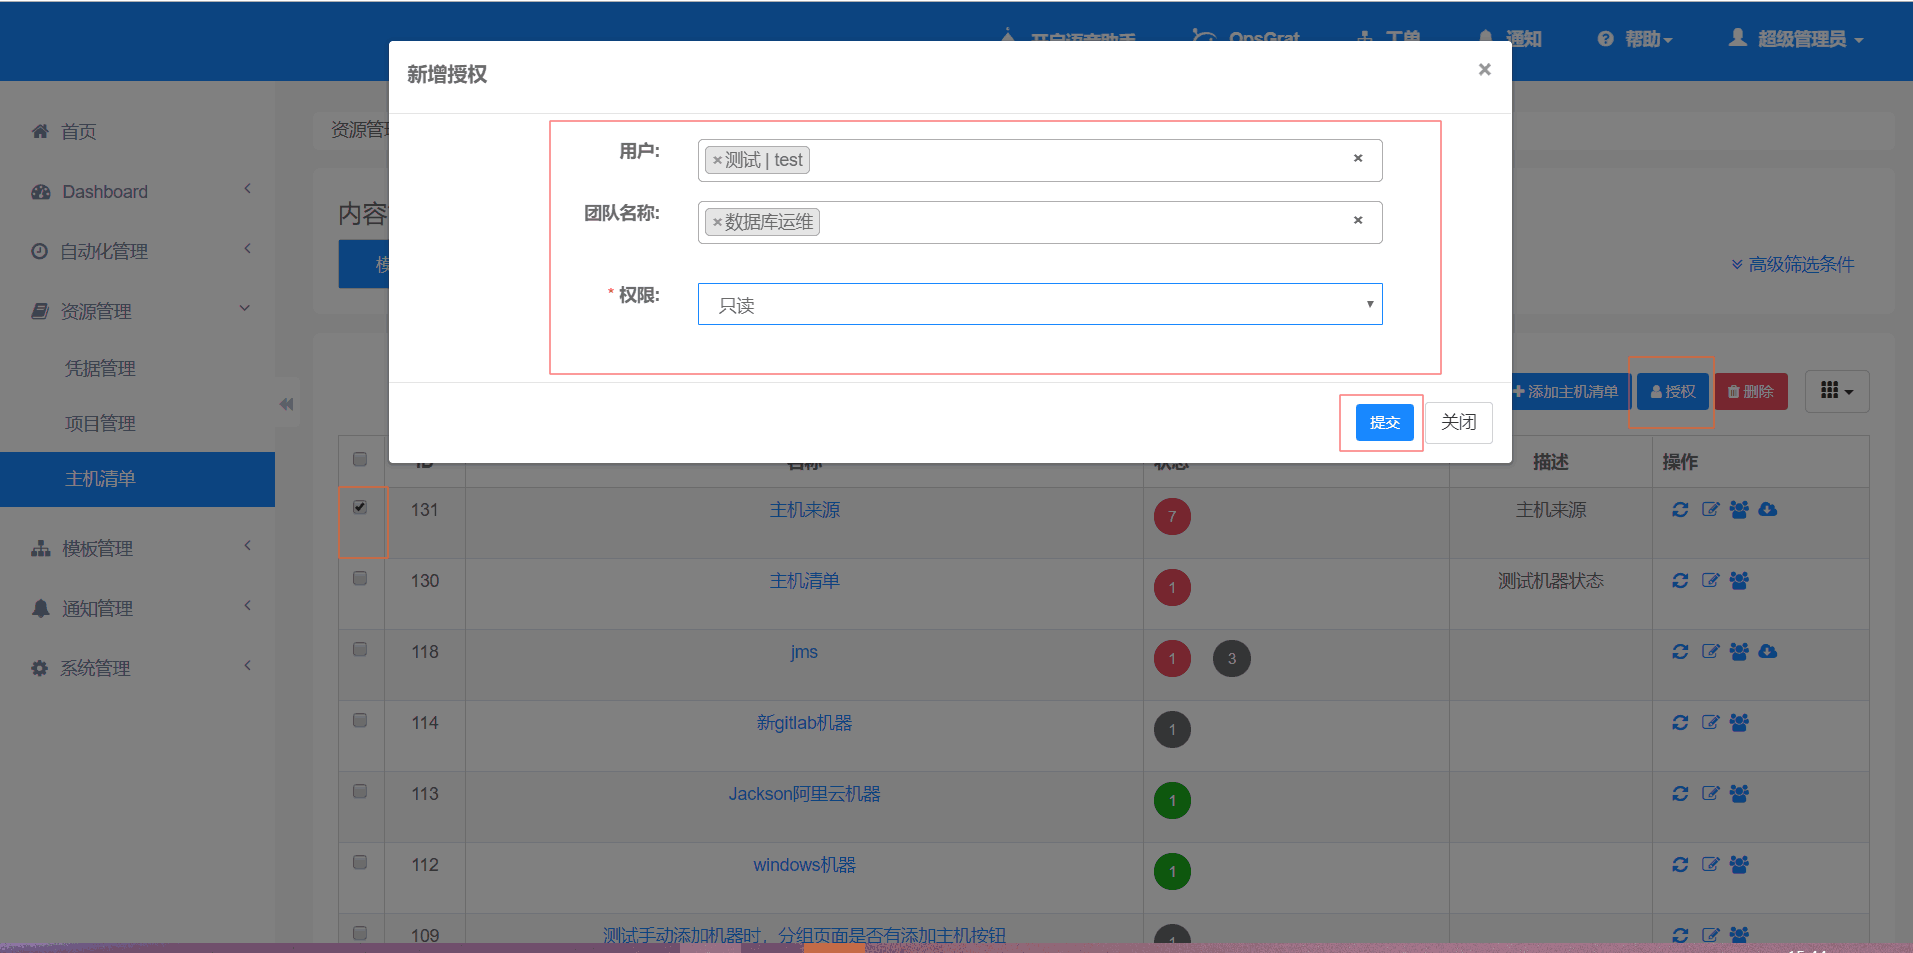 开启语音助手 OpsGrat 工单 通知 帮助 超级管理员
新增授权 ×
首页
Dashboard
自动化管理
资源管理
凭据管理
项目管理
主机清单
模板管理
通知管理
系统管理
资源管
内容
模
高级筛选条件
用户: ×测试 | test ×
团队名称: ×数据库运维 ×
* 权限: 只读
提交 关闭
添加主机清单 授权 删除
ID 名称 状态 描述 操作
131 主机来源 7 主机来源
130 主机清单 1 测试机器状态
118 jms 1 3
114 新gitlab机器 1
113 Jackson阿里云机器 1
112 windows机器 1
109 测试手动添加机器时，分组页面是否有添加主机按钮 1